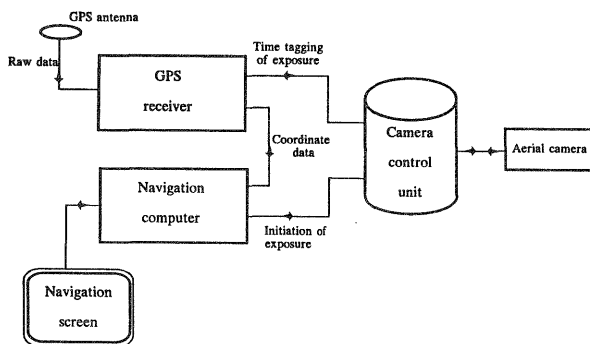 GPS antenna
Raw data
GPS
receiver
Time tagging
of exposure
Camera
control
unit
Aerial camera
Coordinate
data
Navigation
computer
Initiation of
exposure
Navigation
screen